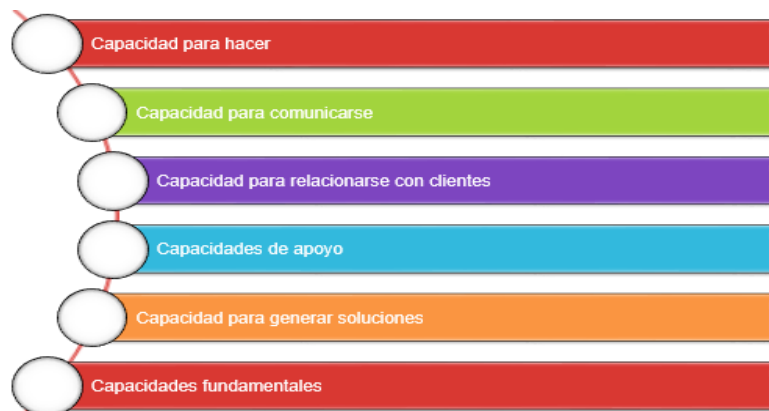 Capacidad para hacer
Capacidad para comunicarse
Capacidad para relacionarse con clientes
Capacidades de apoyo
Capacidad para generar soluciones
Capacidades fundamentales